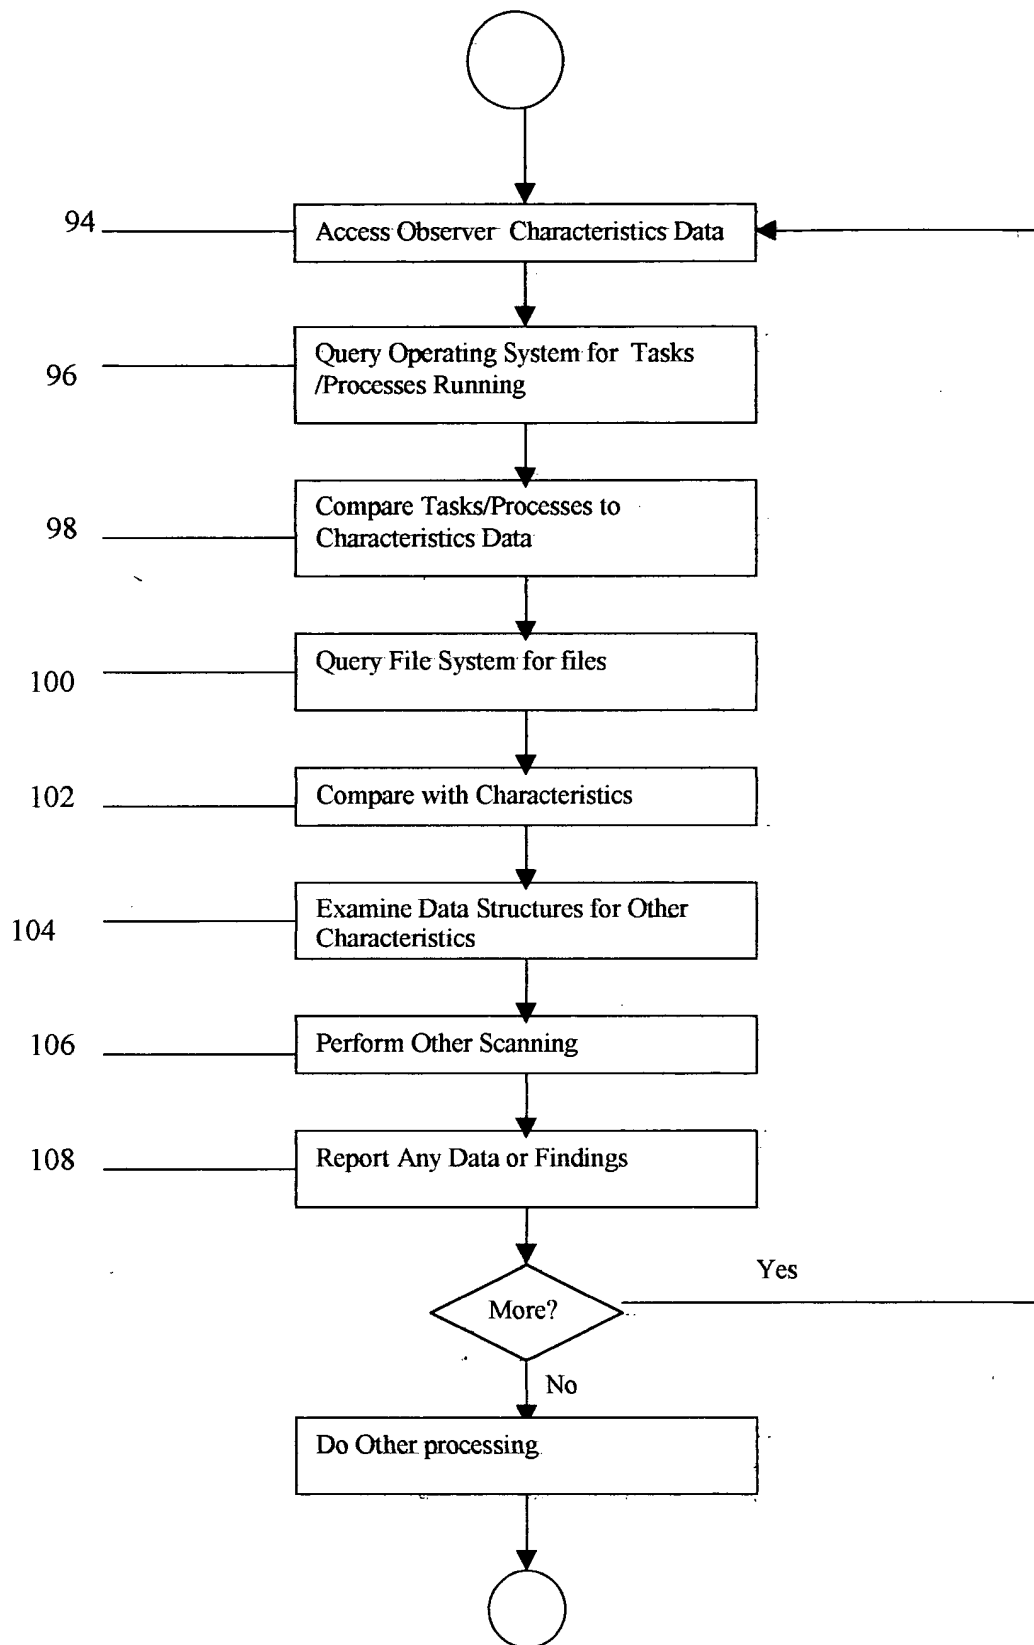 94
Access Observer Characteristics Data
96
Query Operating System for Tasks
/Processes Running
98
Compare Tasks/Processes to
Characteristics Data
100
Query File System for files
102
Compare with Characteristics
104
Examine Data Structures for Other
Characteristics
106
Perform Other Scanning
108
Report Any Data or Findings
Yes
More?
No
Do Other processing